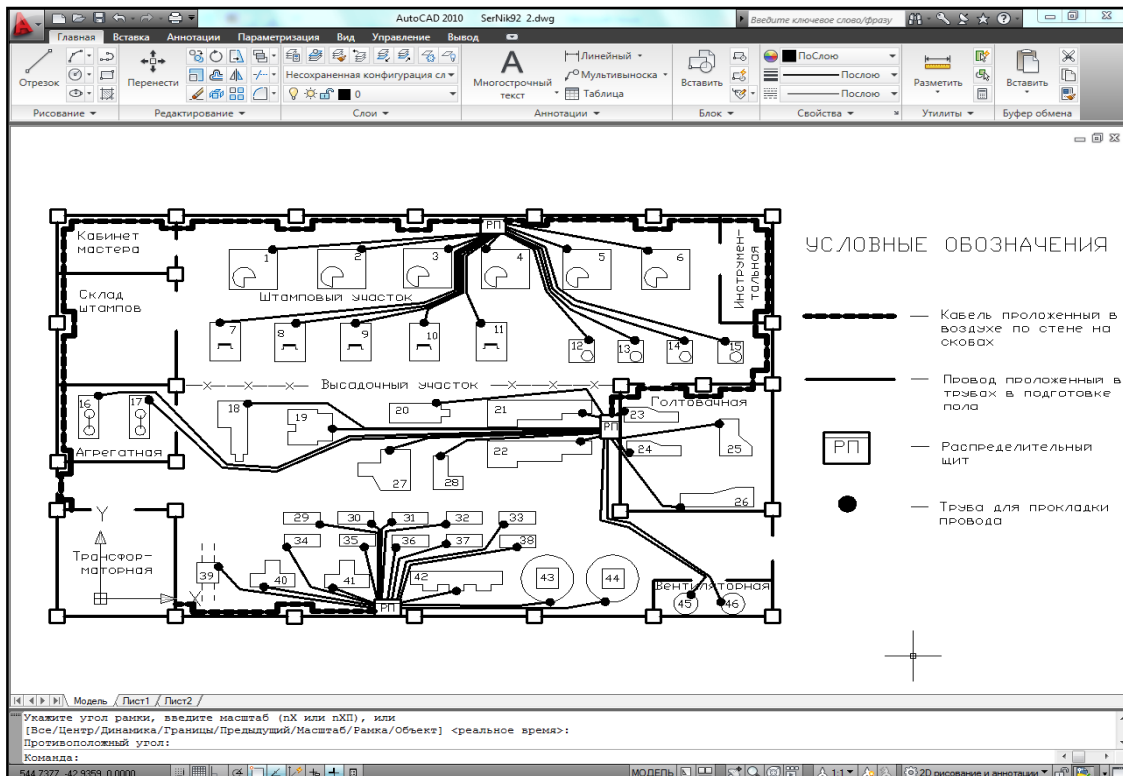 AutoCAD 2010 SerNik92 2.dwg
Введите ключевое слово/фразу
Главная Вставка Аннотации Параметризация Вид Управление Вывод
Отрезок
Перенести
Несохраненная конфигурация сл
0
Многострочный
текст
Линейный
Мультивыноска
Таблица
Вставить
ПоСлою
Послою
Послою
Разметить
Вставить
Рисование Редактирование Слои Аннотации Блок Свойства Утилиты Буфер обмена
Кабинет
мастера
РП
Инструмен-
тальная
1 2 3 4 5 6
Склад
штампов
Штамповый участок
7 8 9 10 11
12 13 14 15
Высадочный участок
Голтовачная
16 17 18 19 20 21 22 23 24 25 26
РП
Агрегатная
27 28
Y
29 30 31 32 33
34 35 36 37 38
Трансфор-
маторная
39 40 41 42 43 44
X
РП
Вентиляторная
45 46
УСЛОВНЫЕ ОБОЗНАЧЕНИЯ
— Кабель проложенный в
воздухе по стене на
скобах
— Провод проложенный в
трубах в подготовке
пола
РП
— Распределительный
щит
— Труба для прокладки
провода
Модель Лист1 Лист2
Укажите угол рамки, введите масштаб (nX или nXП), или
[Все/Центр/Динамика/Границы/Предыдущий/Масштаб/Рамка/Объект] <реальное время>:
Противоположный угол:
Команда:
544.7377, -42.9359, 0.0000
МОДЕЛЬ
1:1
2D рисование и аннотации